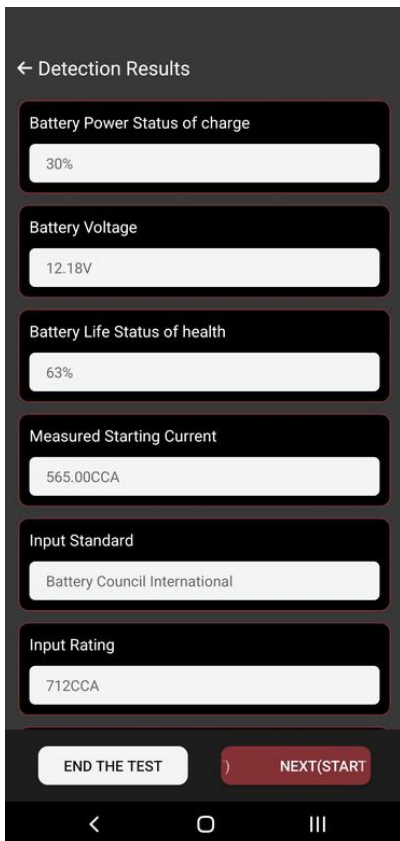 Detection Results
Battery Power Status of charge
30%
Battery Voltage
12.18V
Battery Life Status of health
63%
Measured Starting Current
565.00CCA
Input Standard
Battery Council International
Input Rating
712CCA
END THE TEST
) NEXT(START